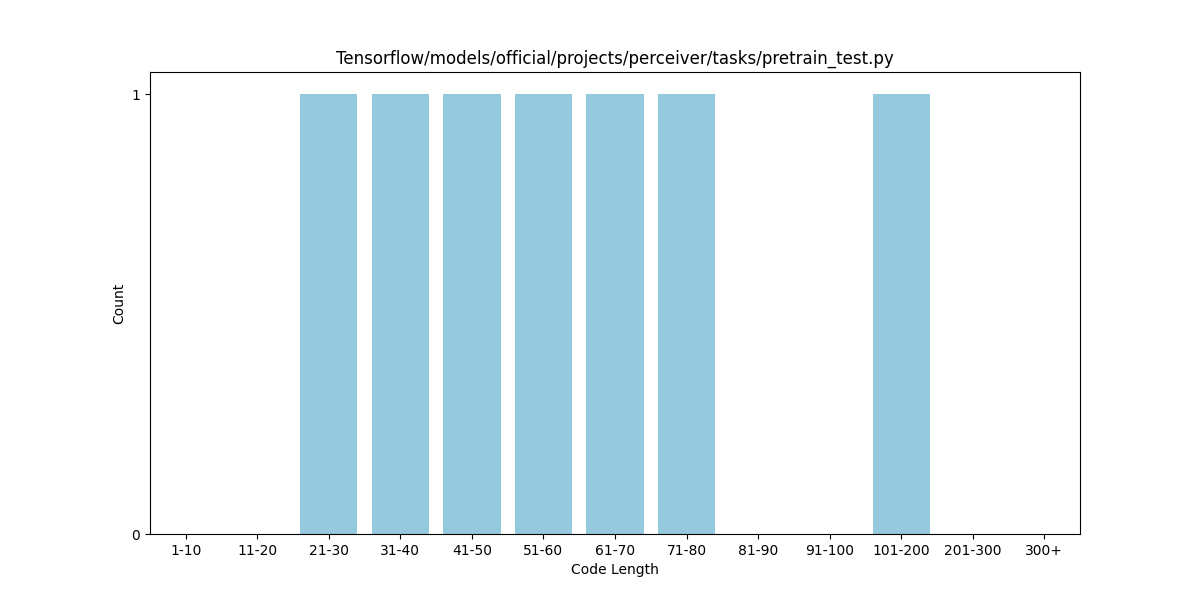 Tensorflow/models/official/projects/perceiver/tasks/pretrain_test.py
1
Count
0
1-10 11-20 21-30 31-40 41-50 51-60 61-70 71-80 81-90 91-100 101-200 201-300 300+
Code Length